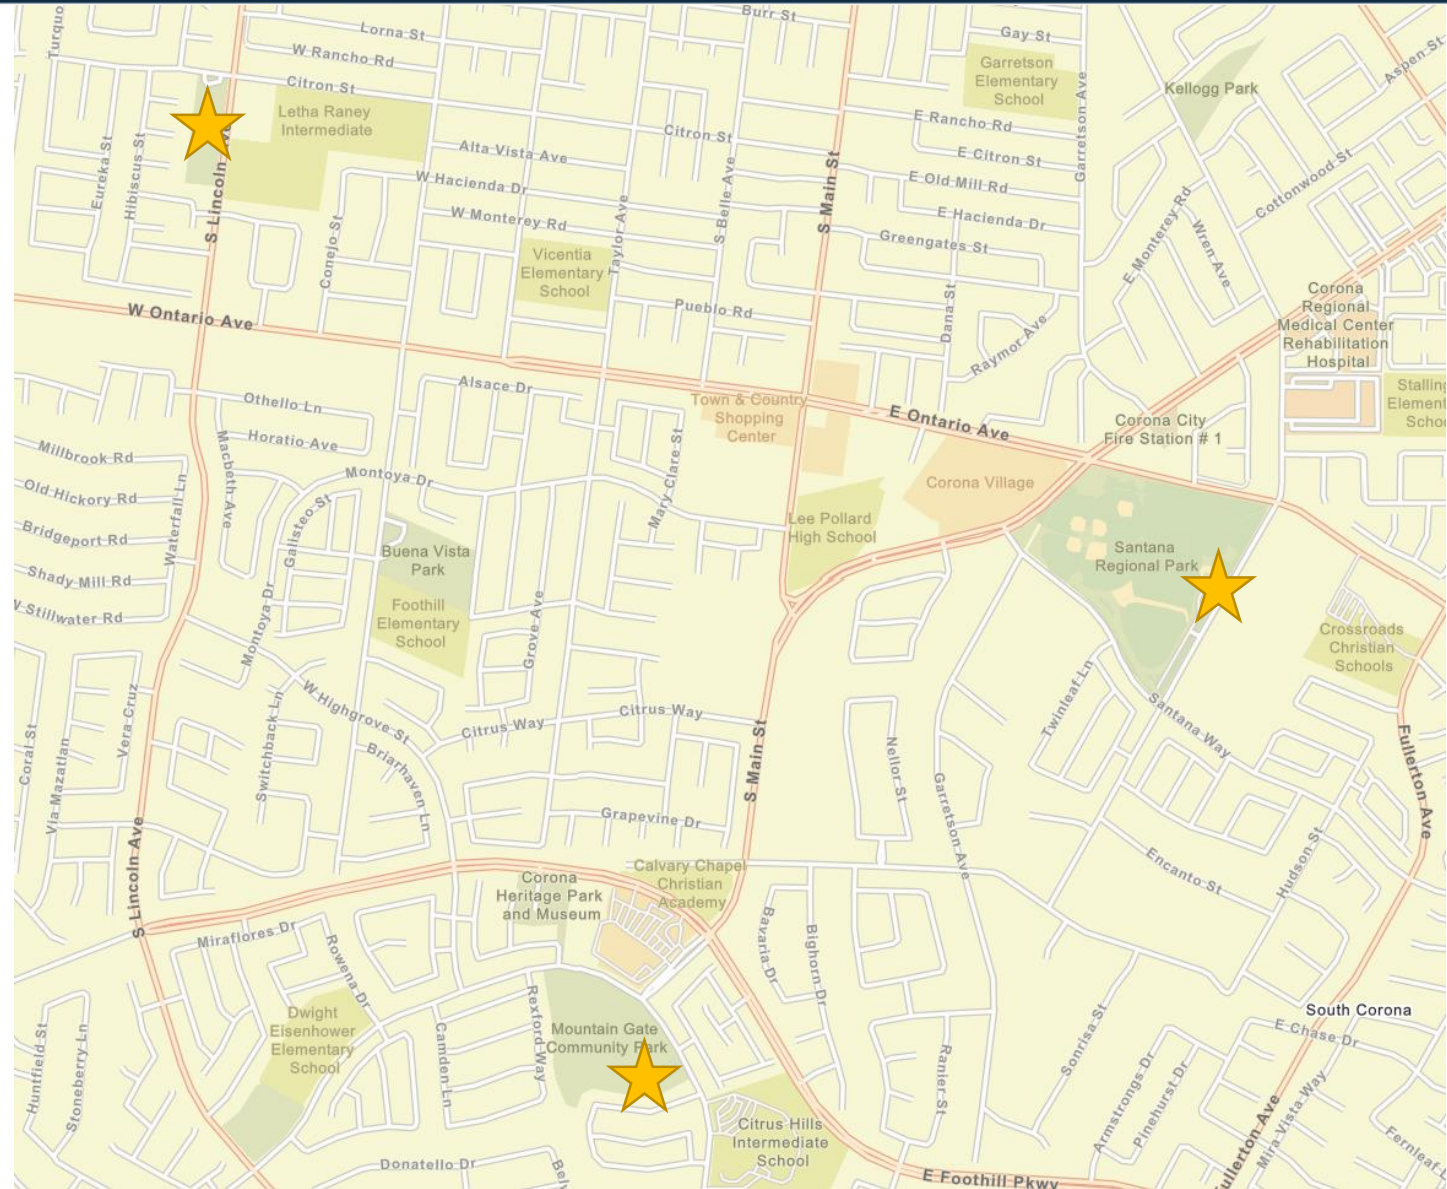 Turquo
Lorna St
Burr St
Gay St
Aspen St
W Rancho Rd
Garretson
Elementary
School
Kellogg Park
Citron St
Letha Raney
Intermediate
Garretson Ave
E Rancho Rd
Citron St
E Citron St
Eureka St
Hibiscus St
S Lincoln Ave
Alta Vista Ave
S Main St
E Old Mill Rd
Cottonwood St
W Hacienda Dr
S Belle Ave
W Monterey Rd
Taylor Ave
E Hacienda Dr
E Monterey Rd
Wren Ave
Conejo St
Greengates St
Vicentia
Elementary
School
Corona
Regional
Medical Center
Rehabilitation
Hospital
W Ontario Ave
Pueblo Rd
Dana St
Raymor Ave
Alsace Dr
Stalling
Element
Scho
Othello Ln
Town & Country
Shopping
Center
E Ontario Ave
Corona City
Fire Station # 1
Horatio Ave
Millbrook Rd
Macbeth Ave
Montoya Dr
Mary Clare St
Corona Village
Old Hickory Rd
Waterfall Ln
Galisteo St
Lee Pollard
High School
Bridgeport Rd
Buena Vista
Park
Santana
Regional Park
Shady Mill Rd
W Stillwater Rd
Montoya Dr
Foothill
Elementary
School
Grove Ave
Crossroads
Christian
Schools
Coral St
Vera Cruz
W Highgrove St
Citrus Way
Citrus Way
Twinleaf Ln
Santana Way
Via Mazatlan
Switchback Ln
Briarhaven Ln
S Main St
Nellor St
Garretson Ave
Fullerton Ave
Grapevine Dr
S Lincoln Ave
Encanto St
Hudson St
Calvary Chapel
Christian
Academy
Corona
Heritage Park
and Museum
Miraflores Dr
Rowena Dr
Bavaria Dr
Bighorn Dr
Dwight
Eisenhower
Elementary
School
Rexford Way
Mountain Gate
Community Park
South Corona
E Chase Dr
Huntfield St
Stoneberry Ln
Camden Ln
Ranier St
Sonrisa St
Armstrongs Dr
Pinehurst Dr
Mira Vista Way
Fullerton Ave
Fernleaf
Citrus Hills
Intermediate
School
Donatello Dr
Belv
E Foothill Pkwy